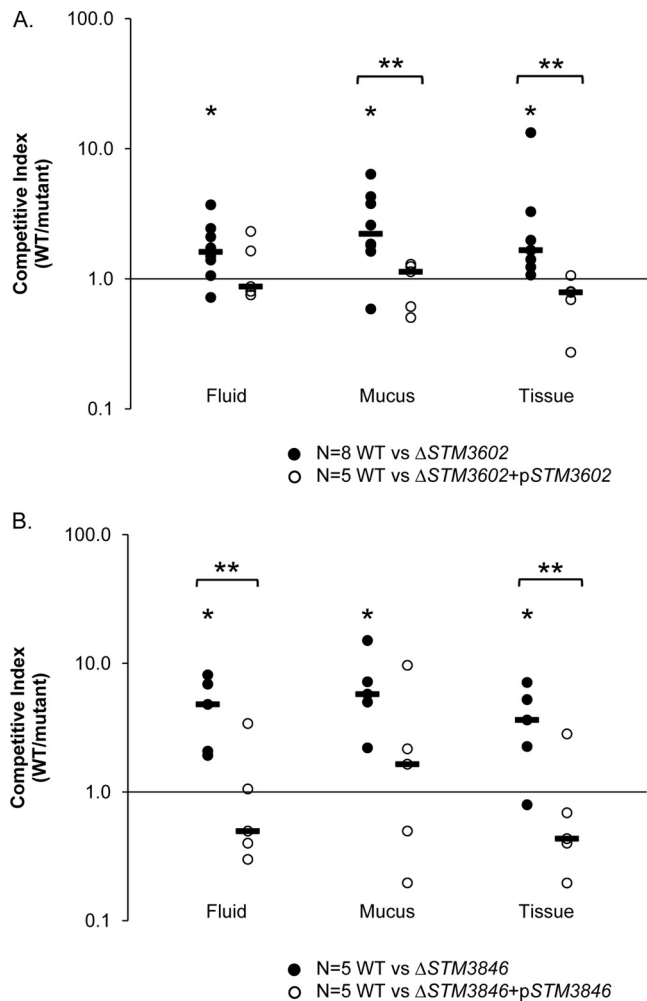 A.
100.0
10.0
1.0
0.1
Competitive Index
(WT/mutant)
*
*
**
*
**
Fluid Mucus Tissue
N=8 WT vs ΔSTM3602
N=5 WT vs ΔSTM3602+pSTM3602
B.
100.0
10.0
1.0
0.1
Competitive Index
(WT/mutant)
**
*
*
**
*
Fluid Mucus Tissue
N=5 WT vs ΔSTM3846
N=5 WT vs ΔSTM3846+pSTM3846